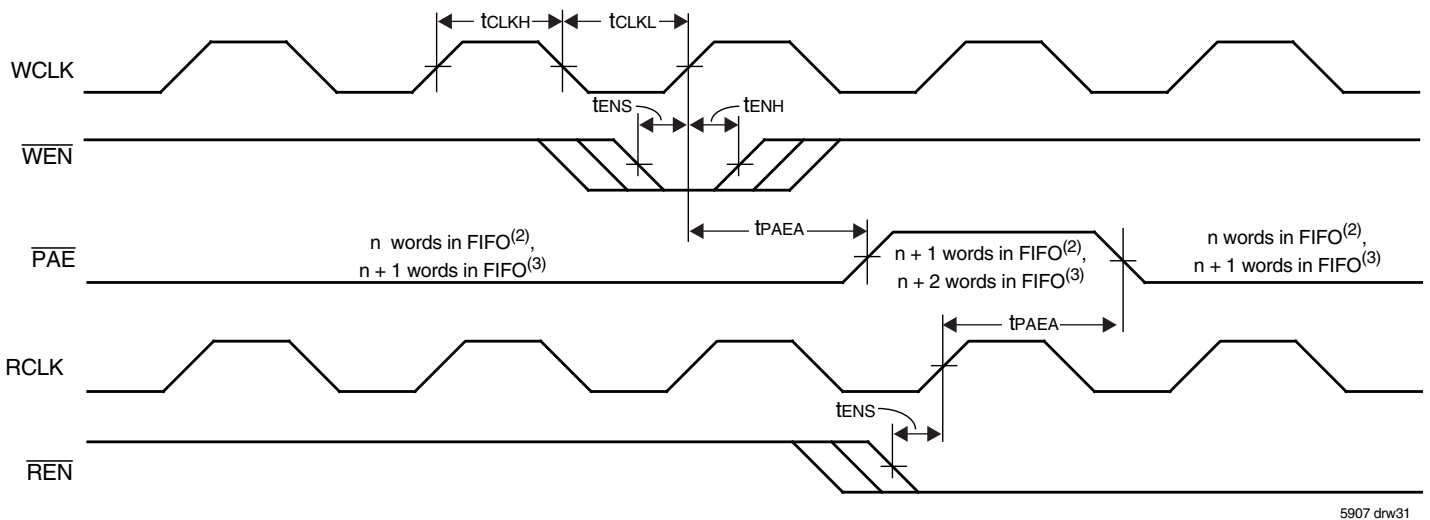 tCLKH
tCLKL
WCLK
tENS
tENH
WEN
tPAEA
PAE
n words in FIFO(2),
n + 1 words in FIFO(3)
n + 1 words in FIFO(2),
n + 2 words in FIFO(3)
n words in FIFO(2),
n + 1 words in FIFO(3)
tPAEA
RCLK
tENS
REN
5907 drw31